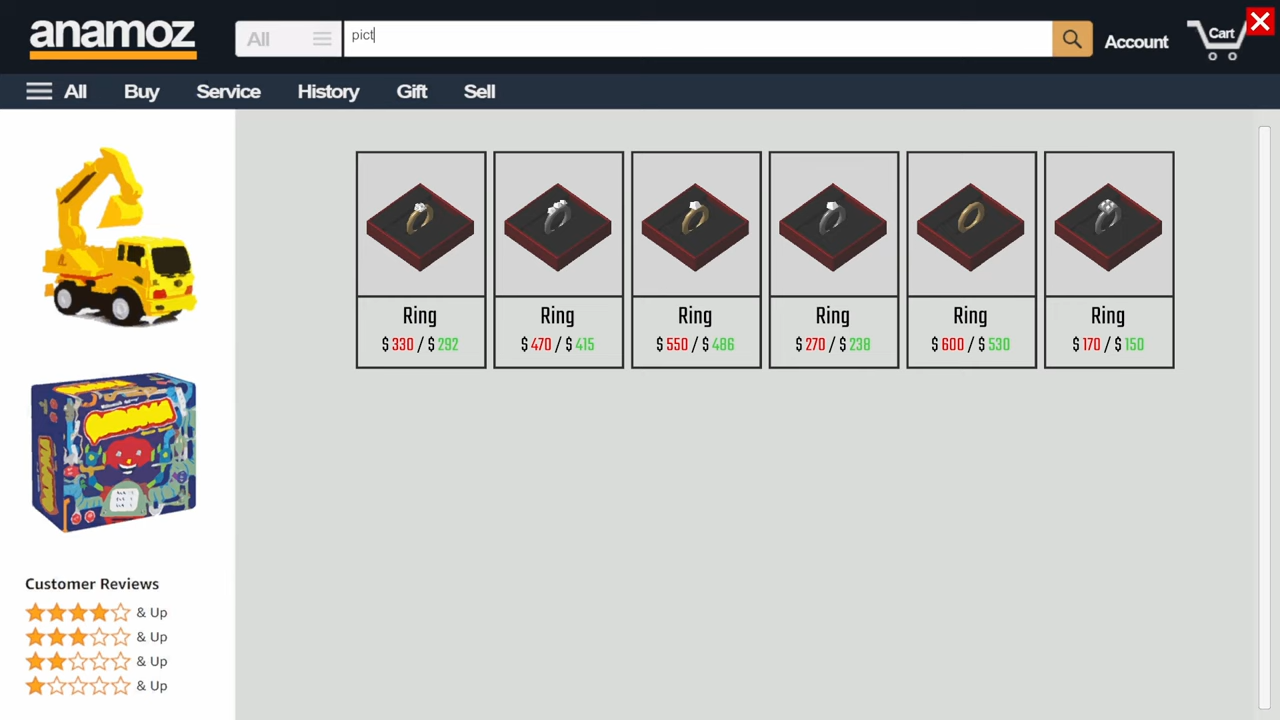 anamoz
All
pict
Account
Cart
All Buy Service History Gift Sell
Ring
$ 330 / $ 292
Ring
$ 470 / $ 415
Ring
$ 550 / $ 486
Ring
$ 270 / $ 238
Ring
$ 600 / $ 530
Ring
$ 170 / $ 150
Customer Reviews
& Up
& Up
& Up
& Up